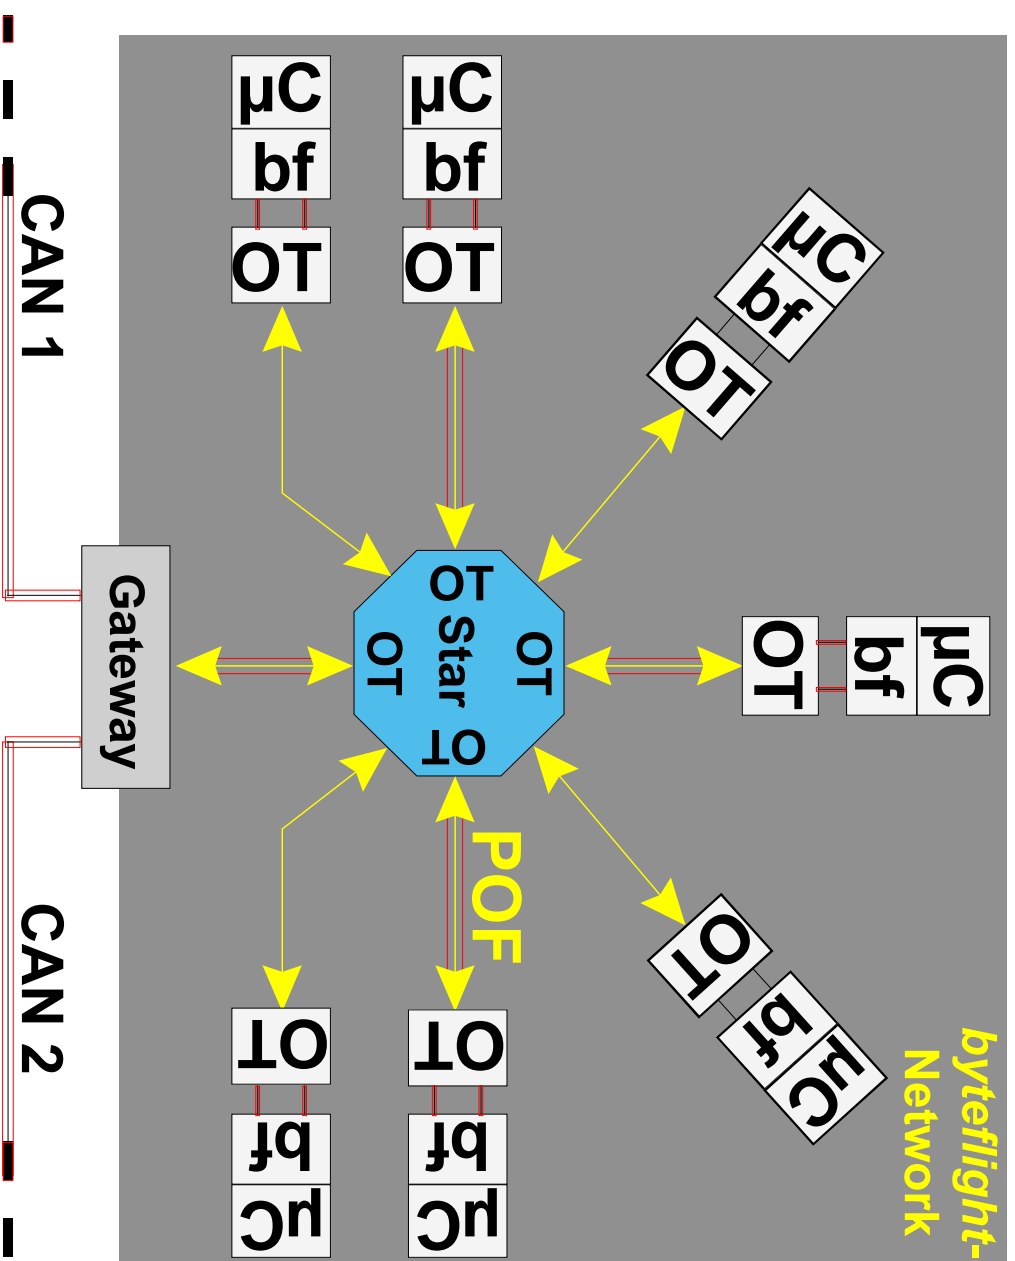 µC
bf
OT
µC
bf
OT
µC
bf
OT
CAN 1
OT
Star
OT
OT
OT
OT
bf
µC
Gateway
POF
CAN 2
OT
bf
µC
OT
bf
µC
OT
bf
µC
byteflight-
Network